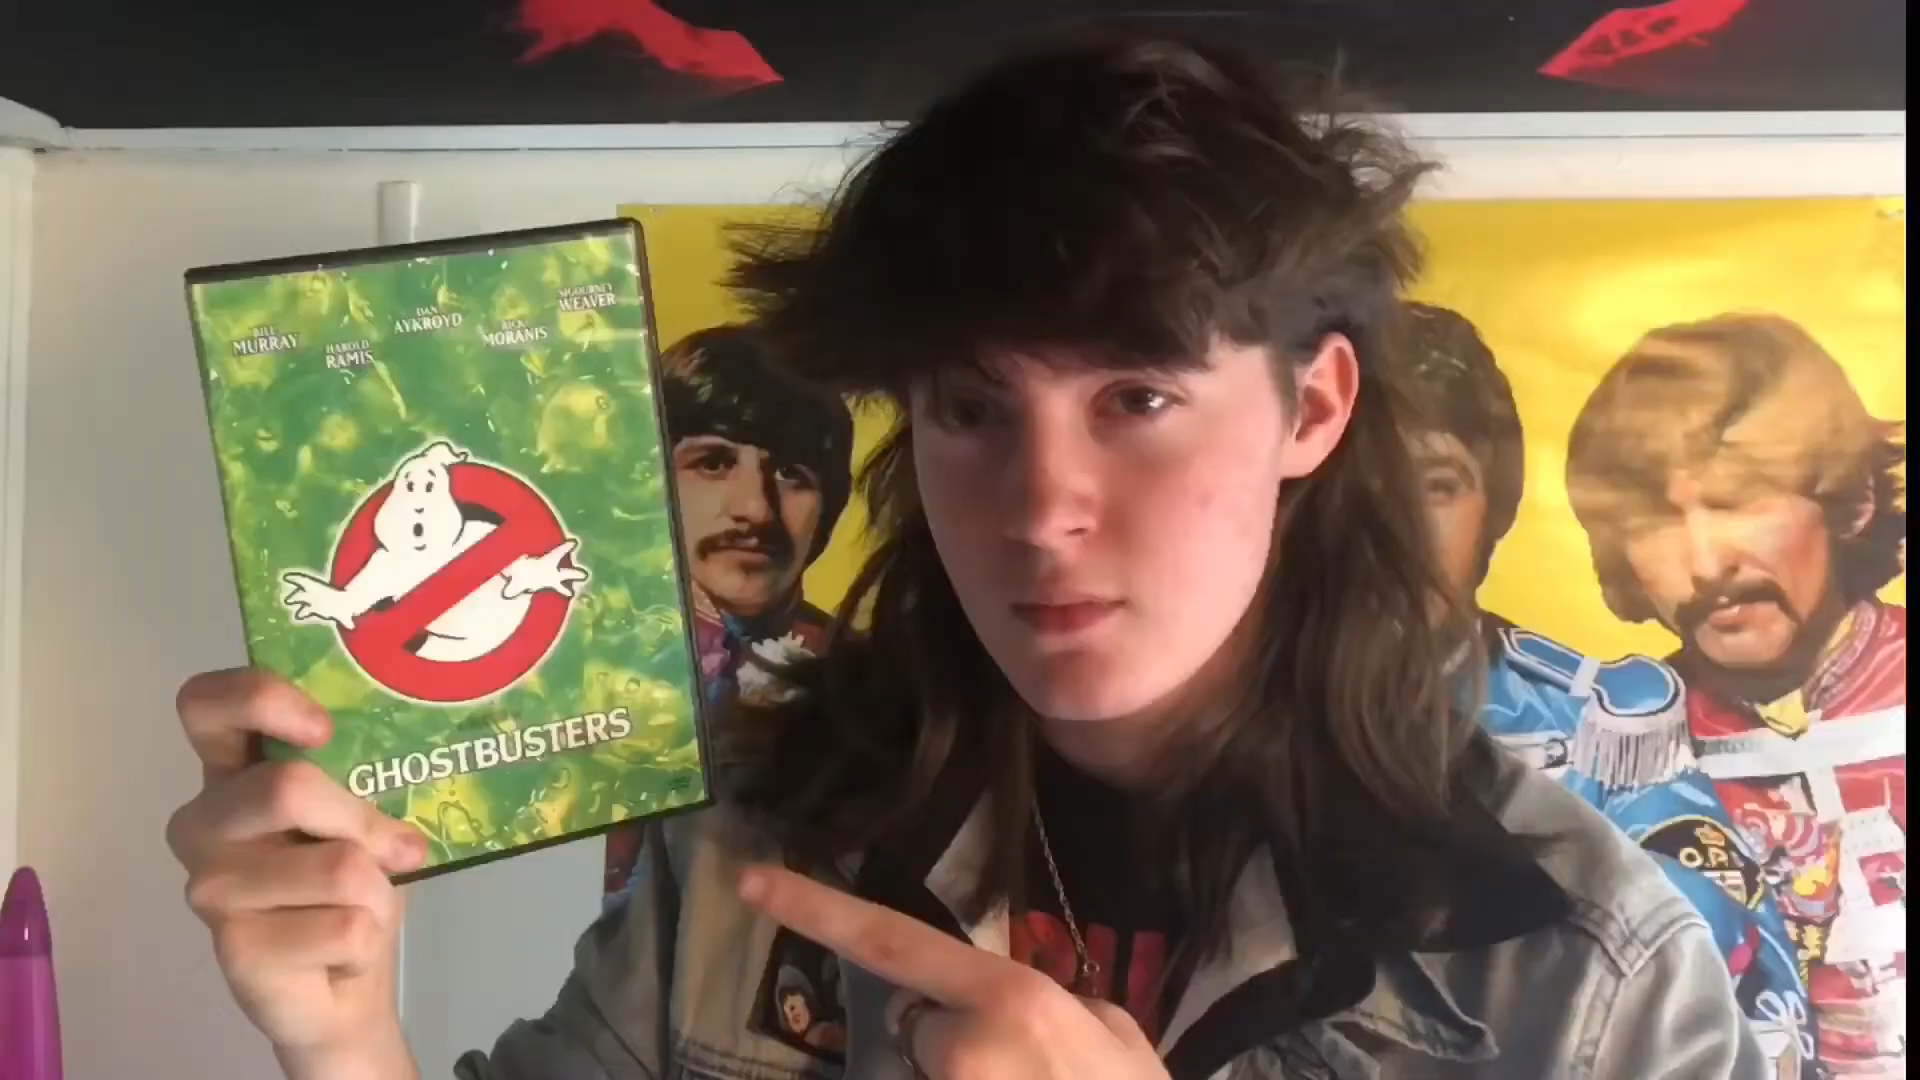 BILL
MURRAY
HAROLD
RAMIS
DAN
AYKROYD
RICK
MORANIS
SIGOURNEY
WEAVER
GHOSTBUSTERS